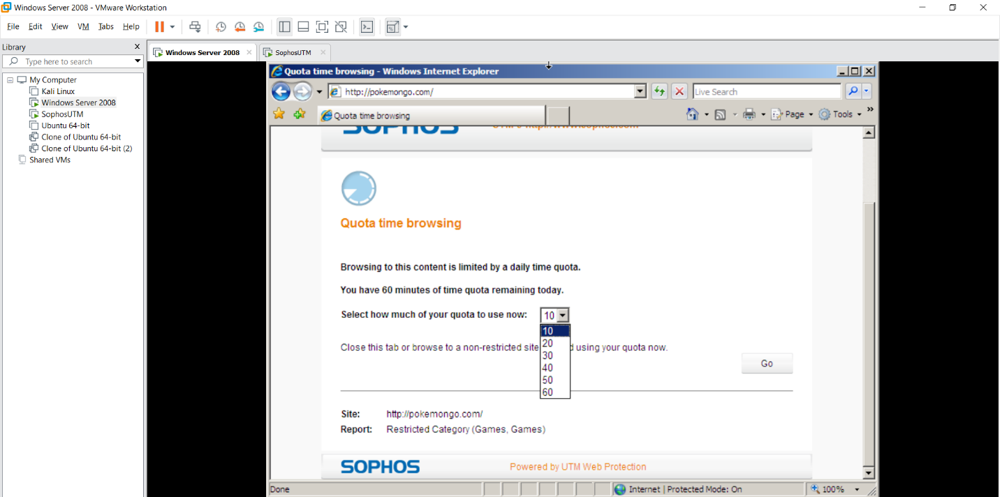 Windows Server 2008 - VMware Workstation
File Edit View VM Tabs Help
Library
Type here to search
My Computer
Kali Linux
Windows Server 2008
SophosUTM
Ubuntu 64-bit
Clone of Ubuntu 64-bit
Clone of Ubuntu 64-bit (2)
Shared VMs
Windows Server 2008 SophosUTM
Quota time browsing - Windows Internet Explorer
http://pokemongo.com/ Live Search
Quota time browsing Page Tools
SOPHOS
Quota time browsing
Browsing to this content is limited by a daily time quota.
You have 60 minutes of time quota remaining today.
Select how much of your quota to use now: 10
10
20
30
40
50
60
Close this tab or browse to a non-restricted site using your quota now.
Go
Site: http://pokemongo.com/
Report: Restricted Category (Games, Games)
SOPHOS Powered by UTM Web Protection
Done Internet | Protected Mode: On 100%